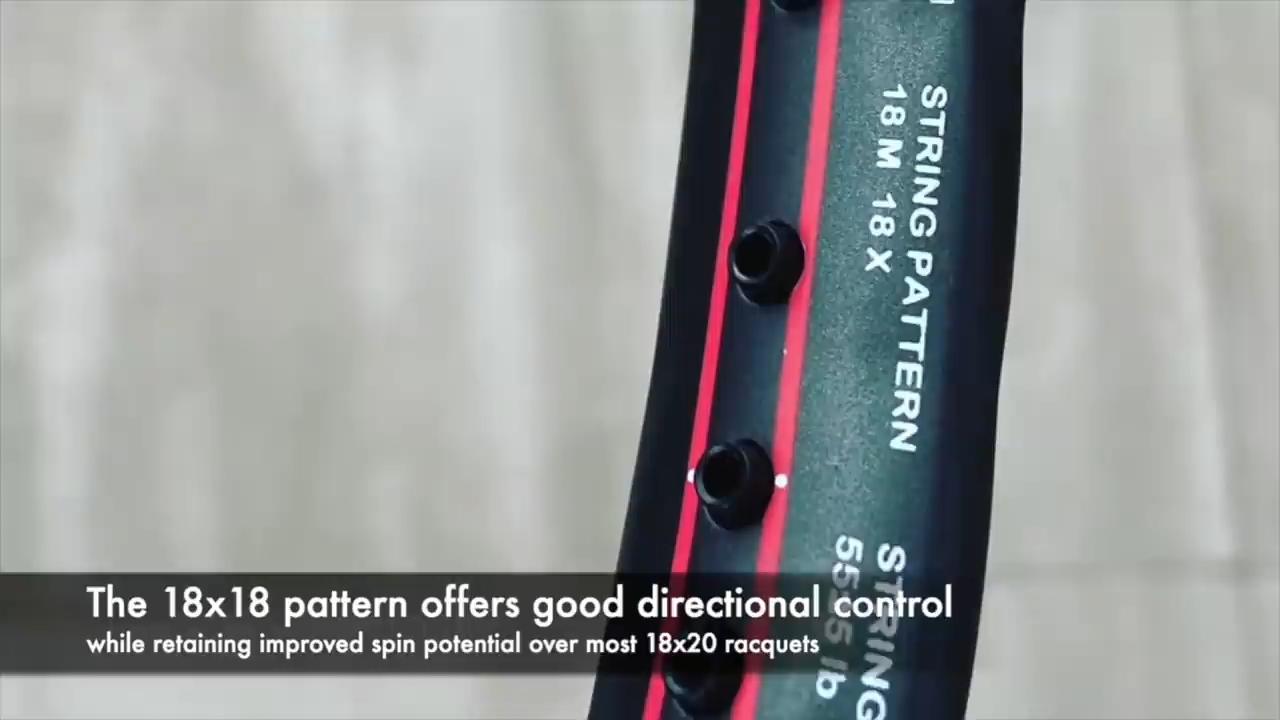 STRING PATTERN
18 M 18 X
STRING
lb
The 18x18 pattern offers good directional control
while retaining improved spin potential over most 18x20 racquets